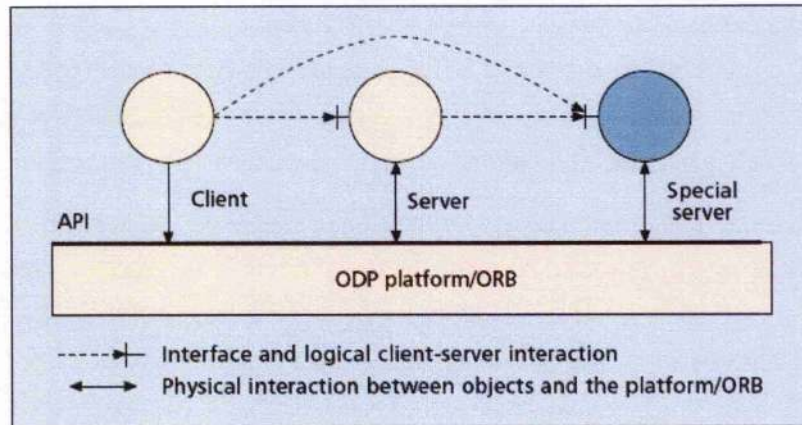 Client
Server
Special
server
API
ODP platform/ORB
Interface and logical client-server interaction
Physical interaction between objects and the platform/ORB